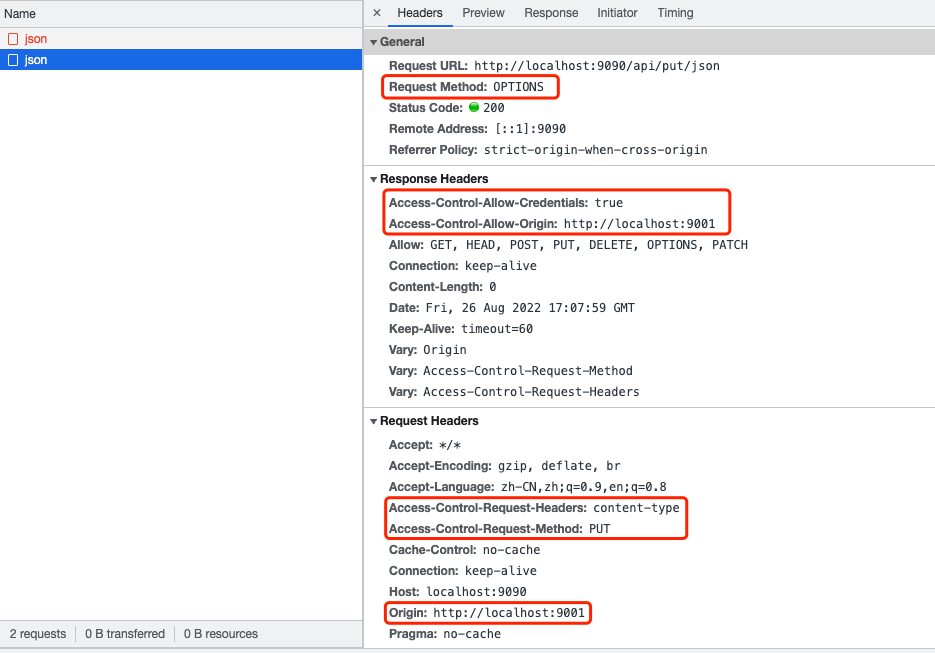 Name
json
json
2 requests 0 B transferred 0 B resources
× Headers Preview Response Initiator Timing
General
Request URL: http://localhost:9090/api/put/json
Request Method: OPTIONS
Status Code: 200
Remote Address: [::1]:9090
Referrer Policy: strict-origin-when-cross-origin
Response Headers
Access-Control-Allow-Credentials: true
Access-Control-Allow-Origin: http://localhost:9001
Allow: GET, HEAD, POST, PUT, DELETE, OPTIONS, PATCH
Connection: keep-alive
Content-Length: 0
Date: Fri, 26 Aug 2022 17:07:59 GMT
Keep-Alive: timeout=60
Vary: Origin
Vary: Access-Control-Request-Method
Vary: Access-Control-Request-Headers
Request Headers
Accept: */*
Accept-Encoding: gzip, deflate, br
Accept-Language: zh-CN,zh;q=0.9,en;q=0.8
Access-Control-Request-Headers: content-type
Access-Control-Request-Method: PUT
Cache-Control: no-cache
Connection: keep-alive
Host: localhost:9090
Origin: http://localhost:9001
Pragma: no-cache